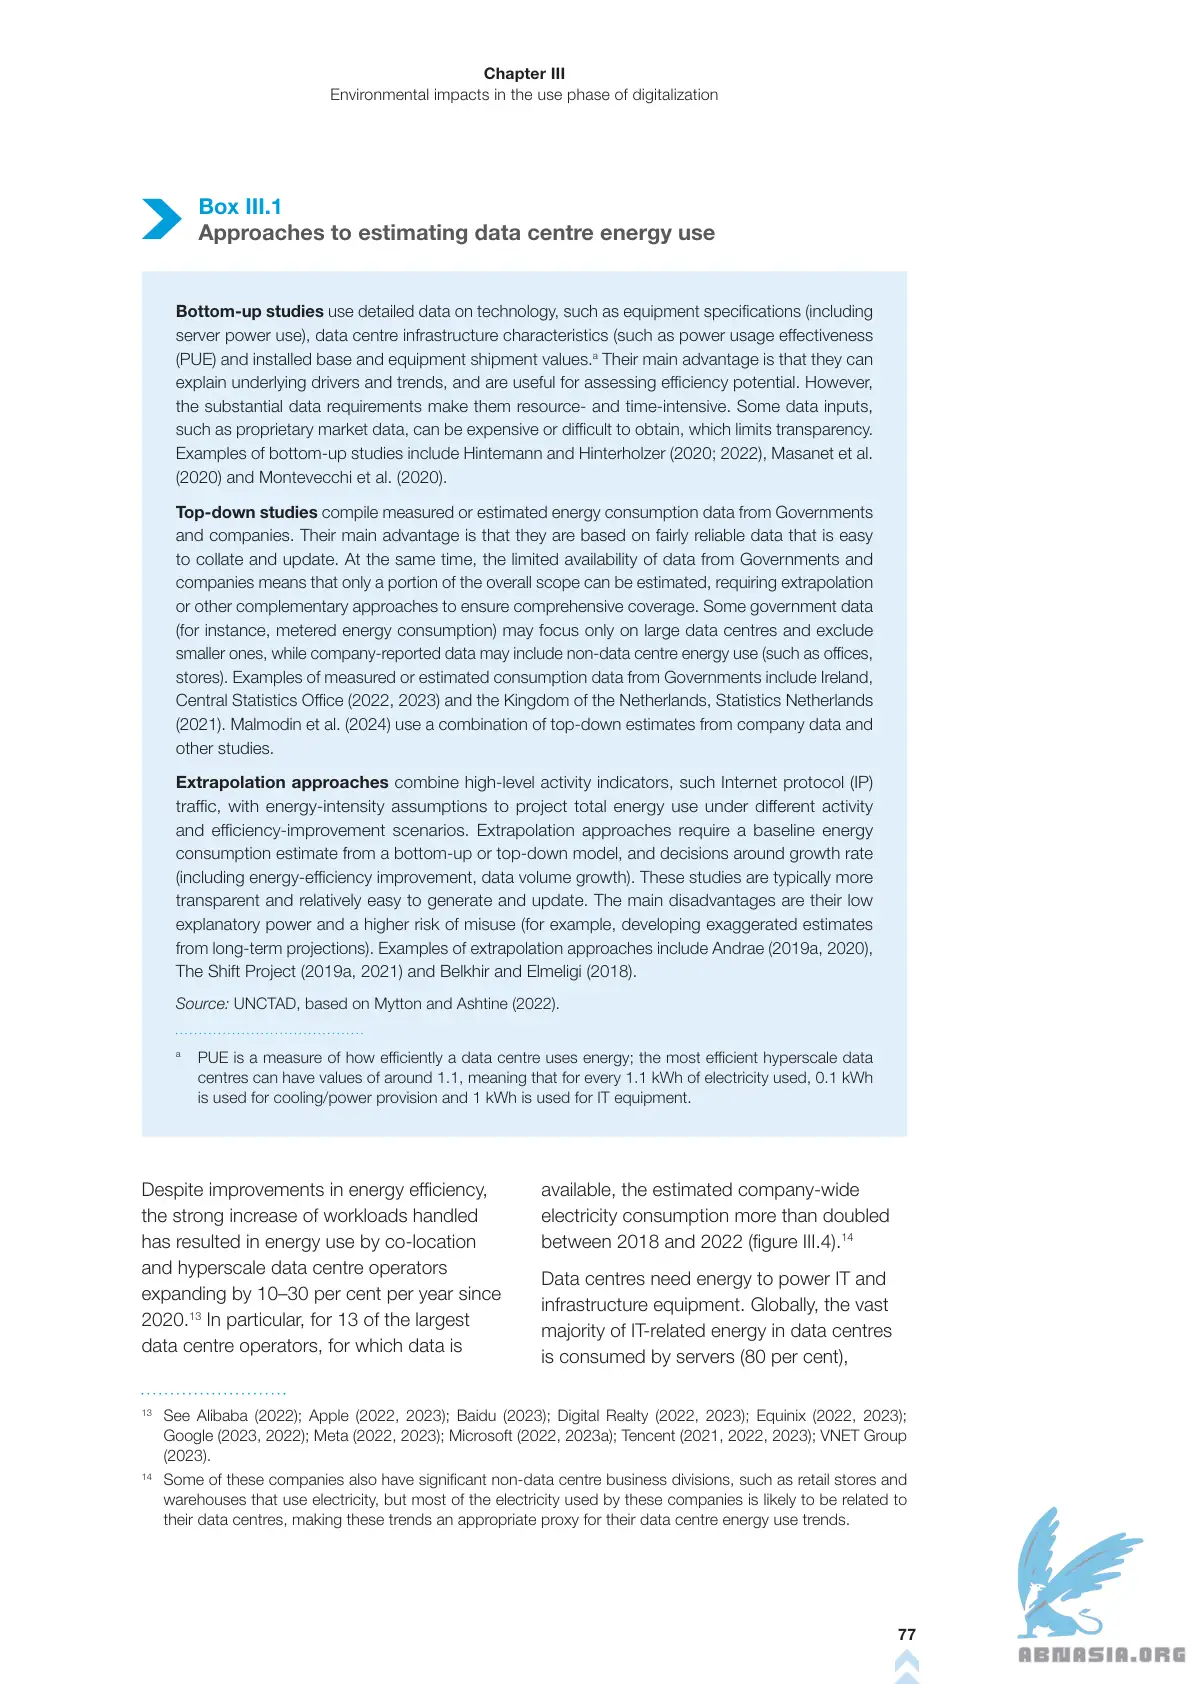 Chapter III
Environmental impacts in the use phase of digitalization
Box III.1
Approaches to estimating data centre energy use
Bottom-up studies use detailed data on technology, such as equipment specifications (including
server power use), data centre infrastructure characteristics (such as power usage effectiveness
(PUE) and installed base and equipment shipment values.a Their main advantage is that they can
explain underlying drivers and trends, and are useful for assessing efficiency potential. However,
the substantial data requirements make them resource- and time-intensive. Some data inputs,
such as proprietary market data, can be expensive or difficult to obtain, which limits transparency.
Examples of bottom-up studies include Hintemann and Hinterholzer (2020; 2022), Masanet et al.
(2020) and Montevecchi et al. (2020).
Top-down studies compile measured or estimated energy consumption data from Governments
and companies. Their main advantage is that they are based on fairly reliable data that is easy
to collate and update. At the same time, the limited availability of data from Governments and
companies means that only a portion of the overall scope can be estimated, requiring extrapolation
or other complementary approaches to ensure comprehensive coverage. Some government data
(for instance, metered energy consumption) may focus only on large data centres and exclude
smaller ones, while company-reported data may include non-data centre energy use (such as offices,
stores). Examples of measured or estimated consumption data from Governments include Ireland,
Central Statistics Office (2022, 2023) and the Kingdom of the Netherlands, Statistics Netherlands
(2021). Malmodin et al. (2024) use a combination of top-down estimates from company data and
other studies.
Extrapolation approaches combine high-level activity indicators, such Internet protocol (IP)
traffic, with energy-intensity assumptions to project total energy use under different activity
and efficiency-improvement scenarios. Extrapolation approaches require a baseline energy
consumption estimate from a bottom-up or top-down model, and decisions around growth rate
(including energy-efficiency improvement, data volume growth). These studies are typically more
transparent and relatively easy to generate and update. The main disadvantages are their low
explanatory power and a higher risk of misuse (for example, developing exaggerated estimates
from long-term projections). Examples of extrapolation approaches include Andrae (2019a, 2020),
The Shift Project (2019a, 2021) and Belkhir and Elmeligi (2018).
Source: UNCTAD, based on Mytton and Ashtine (2022).
a PUE is a measure of how efficiently a data centre uses energy; the most efficient hyperscale data
centres can have values of around 1.1, meaning that for every 1.1 kWh of electricity used, 0.1 kWh
is used for cooling/power provision and 1 kWh is used for IT equipment.
Despite improvements in energy efficiency,
the strong increase of workloads handled
has resulted in energy use by co-location
and hyperscale data centre operators
expanding by 10–30 per cent per year since
2020.13 In particular, for 13 of the largest
data centre operators, for which data is
available, the estimated company-wide
electricity consumption more than doubled
between 2018 and 2022 (figure III.4).14
Data centres need energy to power IT and
infrastructure equipment. Globally, the vast
majority of IT-related energy in data centres
is consumed by servers (80 per cent),
13 See Alibaba (2022); Apple (2022, 2023); Baidu (2023); Digital Realty (2022, 2023); Equinix (2022, 2023);
Google (2023, 2022); Meta (2022, 2023); Microsoft (2022, 2023a); Tencent (2021, 2022, 2023); VNET Group
(2023).
14 Some of these companies also have significant non-data centre business divisions, such as retail stores and
warehouses that use electricity, but most of the electricity used by these companies is likely to be related to
their data centres, making these trends an appropriate proxy for their data centre energy use trends.
77
ABNASIA.ORG